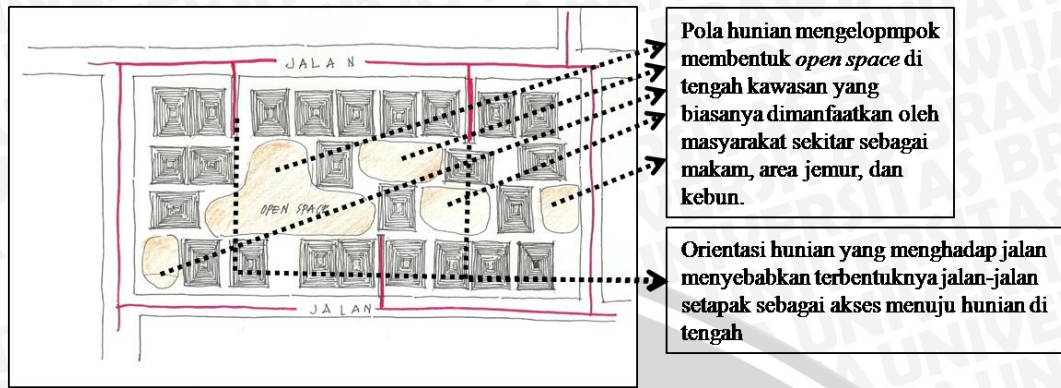 JALAN
OPEN SPACE
JALAN
Pola hunian mengelopmpok
membentuk open space di
tengah kawasan yang
biasanya dimanfaatkan oleh
masyarakat sekitar sebagai
makam, area jemur, dan
kebun.
Orientasi hunian yang menghadap jalan
menyebabkan terbentuknya jalan-jalan
setapak sebagai akses menuju hunian di
tengah